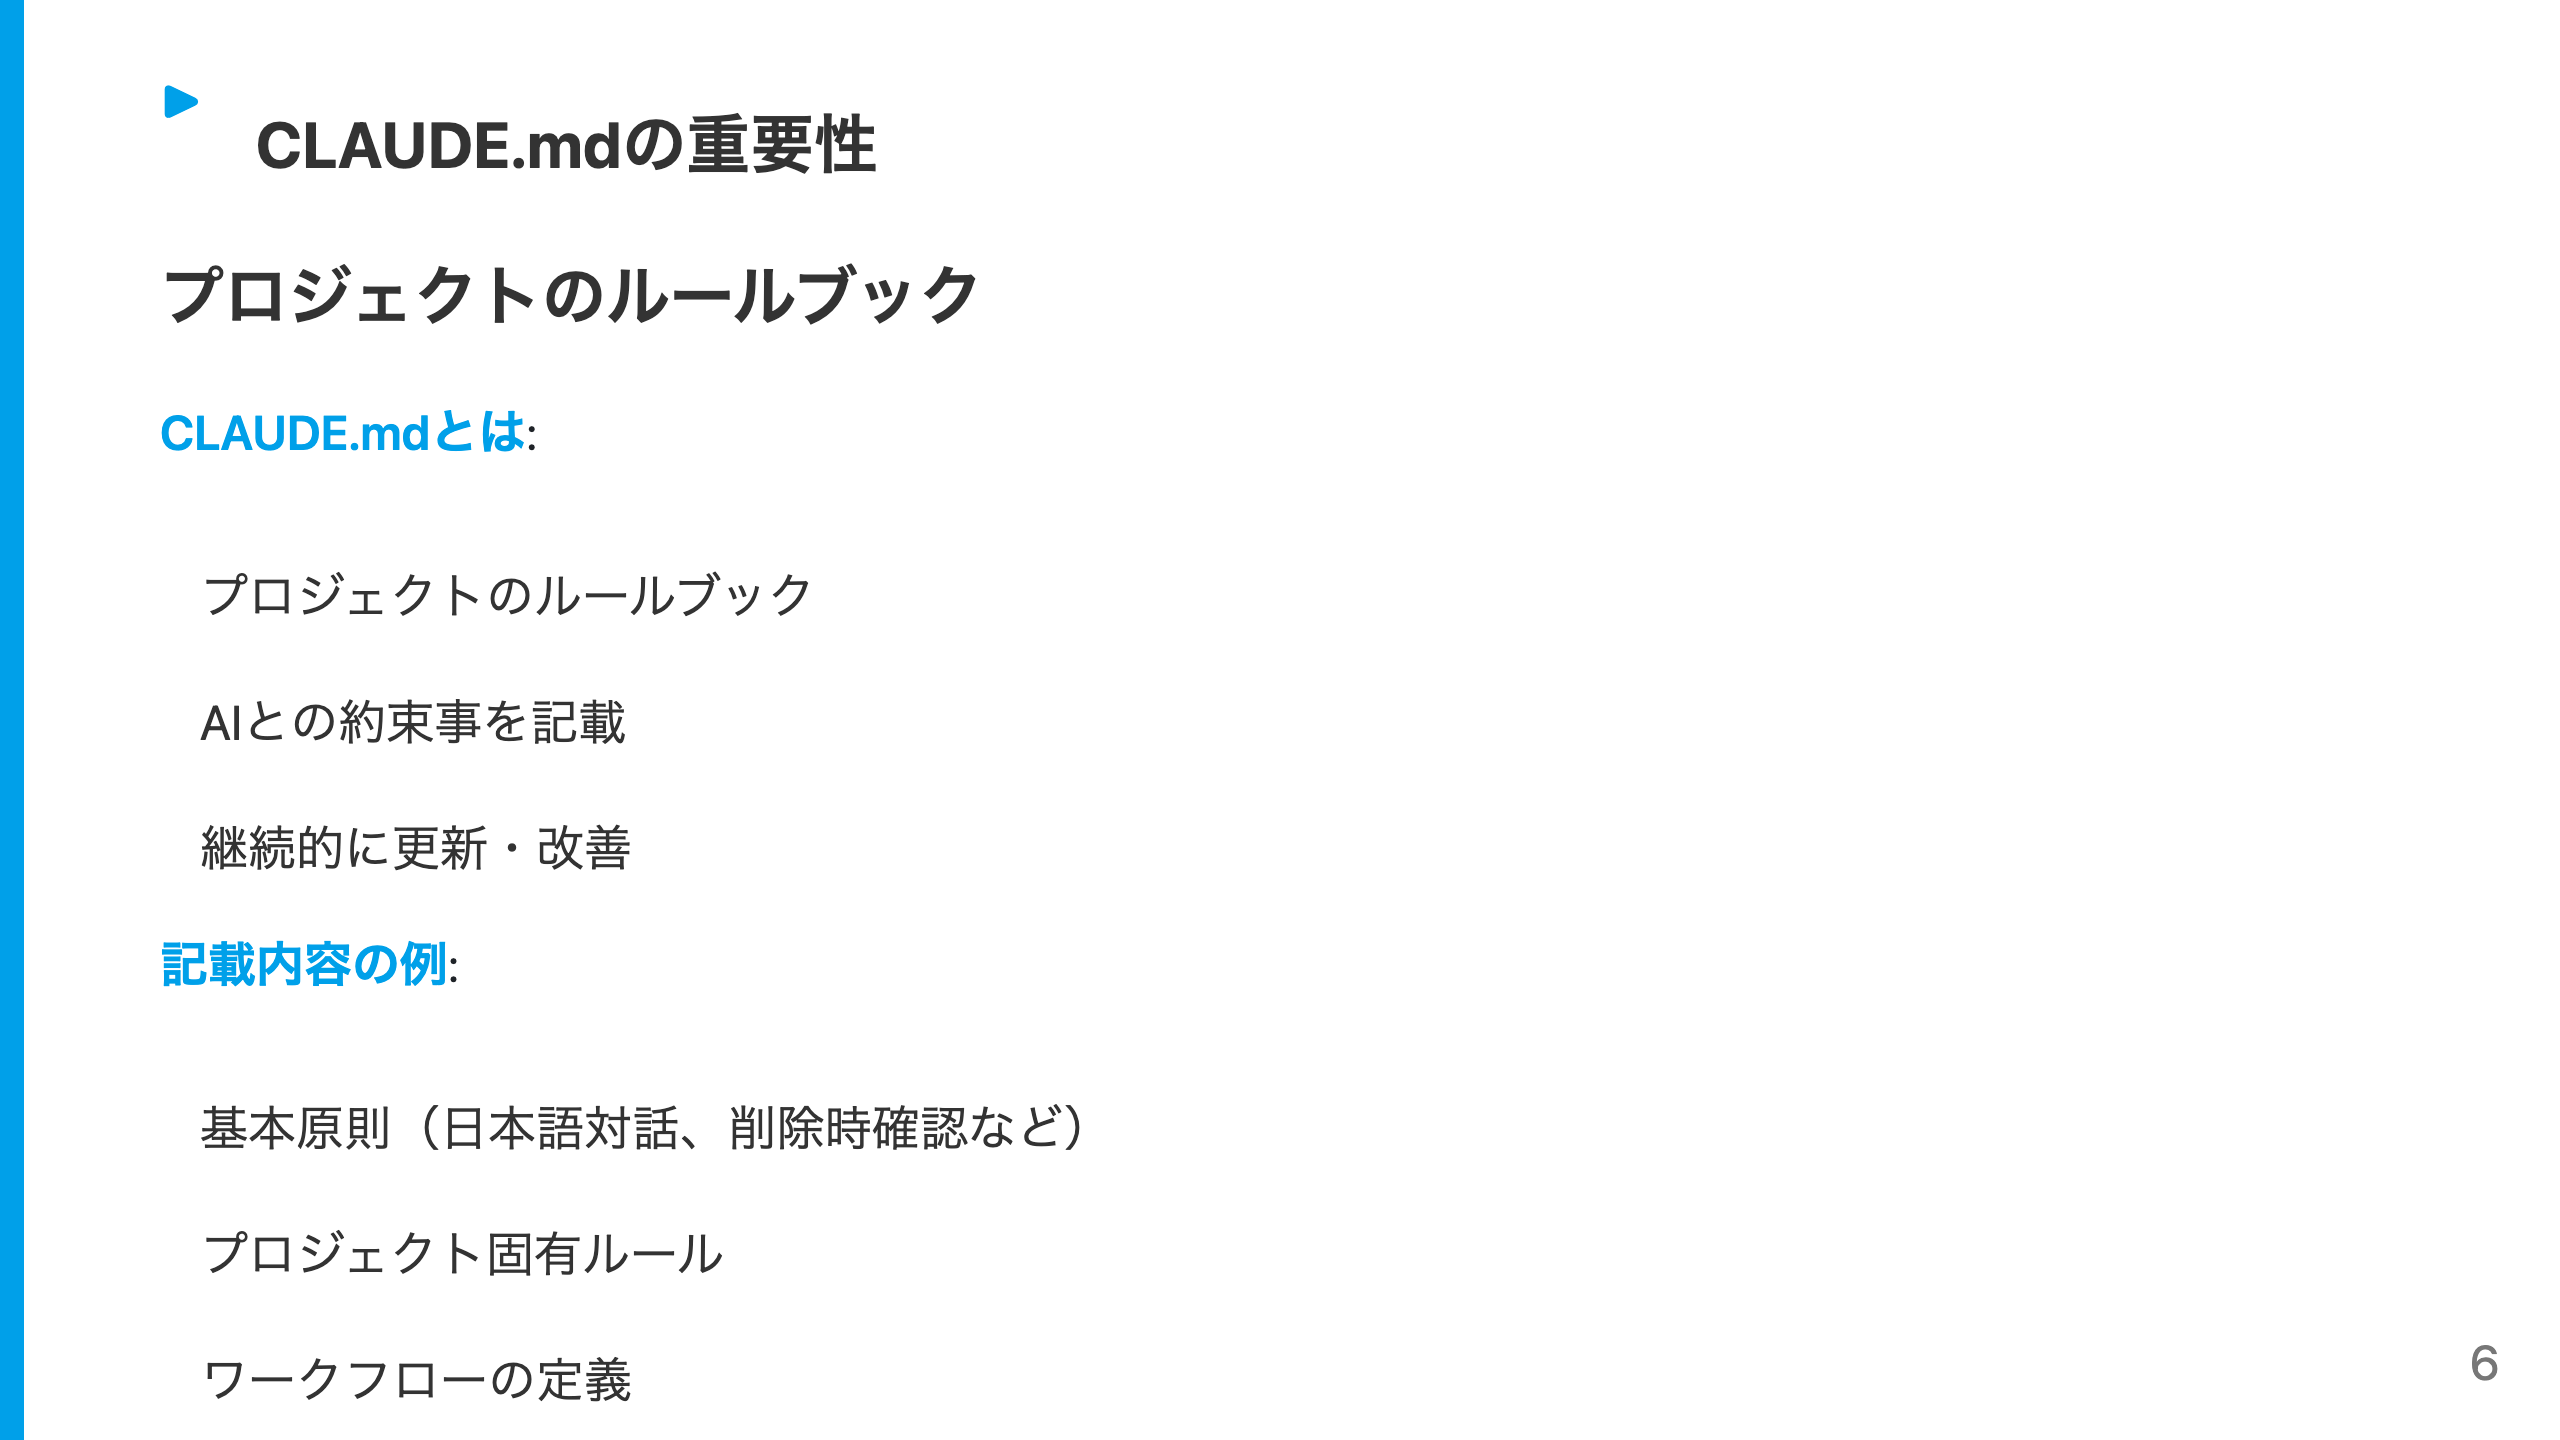 CLAUDE.mdの重要性
プロジェクトのルールブック
CLAUDE.mdとは:
プロジェクトのルールブック
AIとの約束事を記載
継続的に更新・改善
記載内容の例:
基本原則（日本語対話、削除時確認など）
プロジェクト固有ルール
ワークフローの定義
6